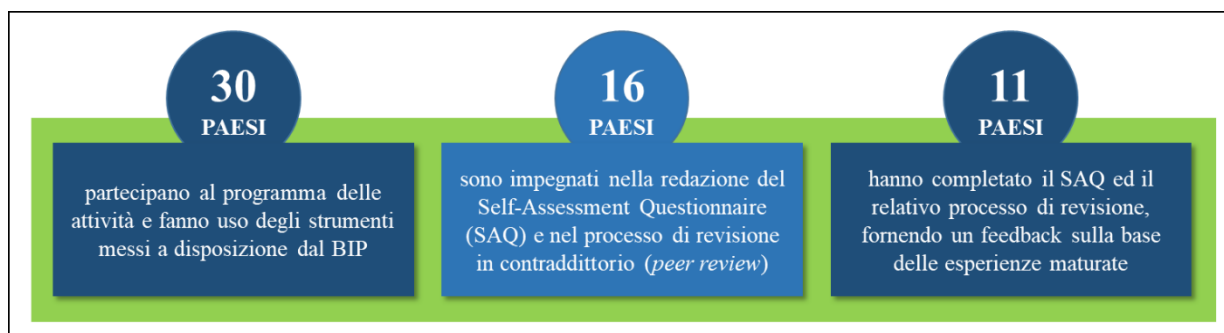 30
PAESI
partecipano al programma delle
attività e fanno uso degli strumenti
messi a disposizione dal BIP
16
PAESI
sono impegnati nella redazione del
Self-Assessment Questionnaire
(SAQ) e nel processo di revisione
in contraddittorio (peer review)
11
PAESI
hanno completato il SAQ ed il
relativo processo di revisione,
fornendo un feedback sulla base
delle esperienze maturate